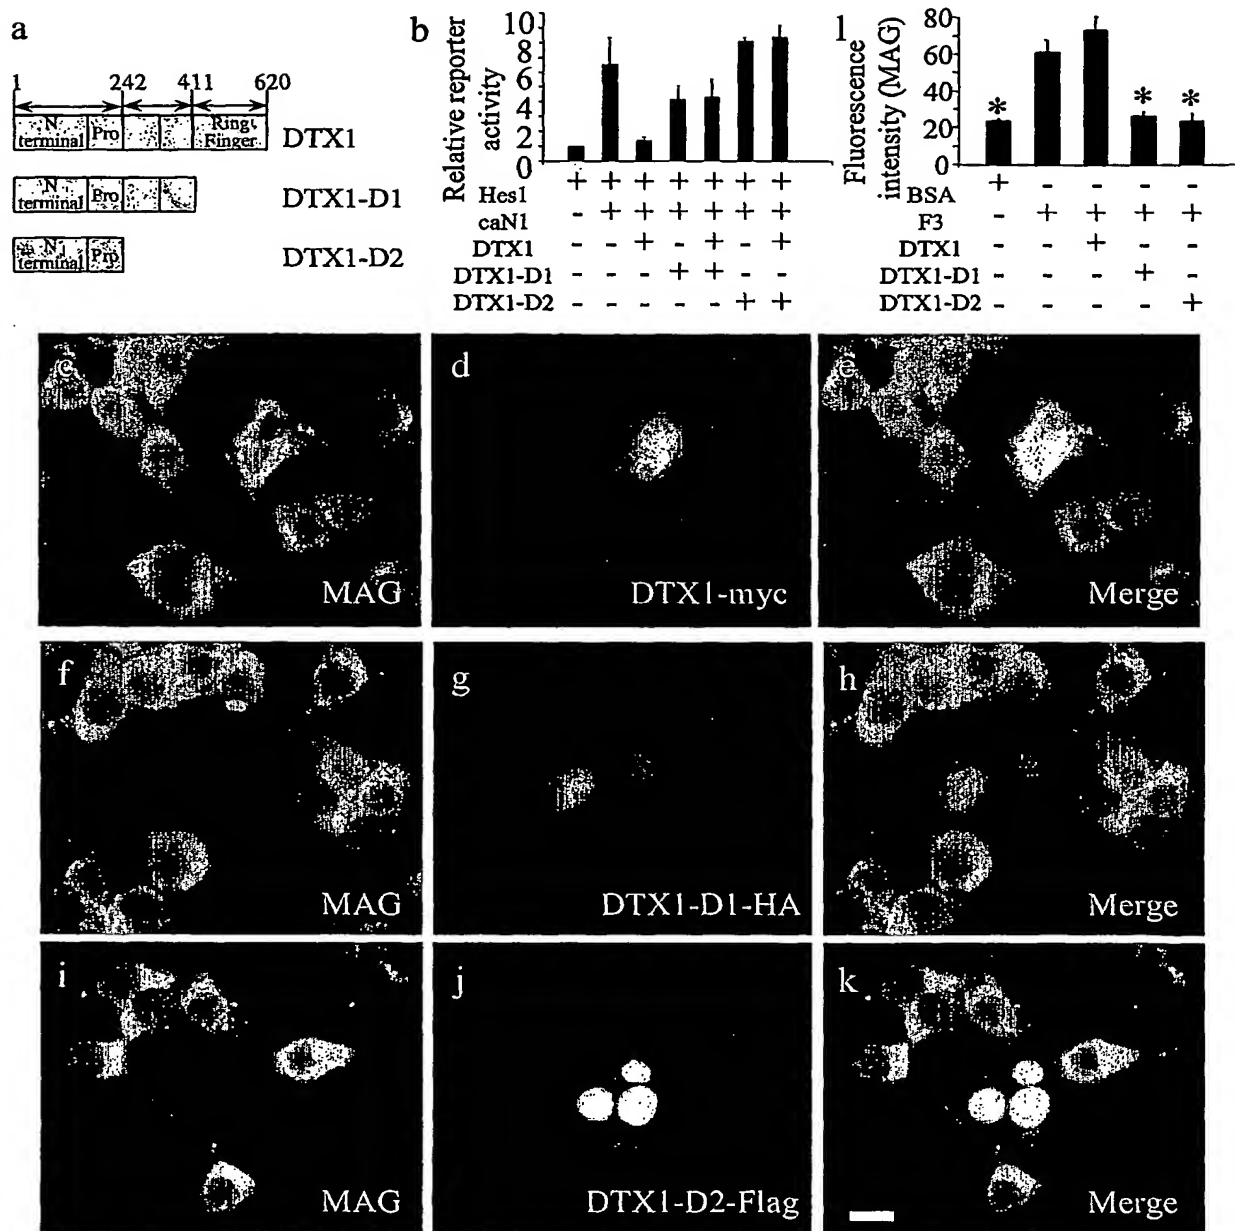 a
1 242 411 620
N terminal Pro Ring Finger DTX1
N terminal Pro DTX1-D1
N terminal Pro DTX1-D2
b
Relative reporter activity
10
8
6
4
2
0
Hes1 + + + + + + +
caN1 - + + + + + +
DTX1 - - + - + - +
DTX1-D1 - - - + + - -
DTX1-D2 - - - - - + +
l
Fluorescence intensity (MAG)
80
60
40
20
0
* * *
BSA + - - - -
F3 - + + + +
DTX1 - - + - -
DTX1-D1 - - - + -
DTX1-D2 - - - - +
c MAG
d DTX1-myc
e Merge
f MAG
g DTX1-D1-HA
h Merge
i MAG
j DTX1-D2-Flag
k Merge